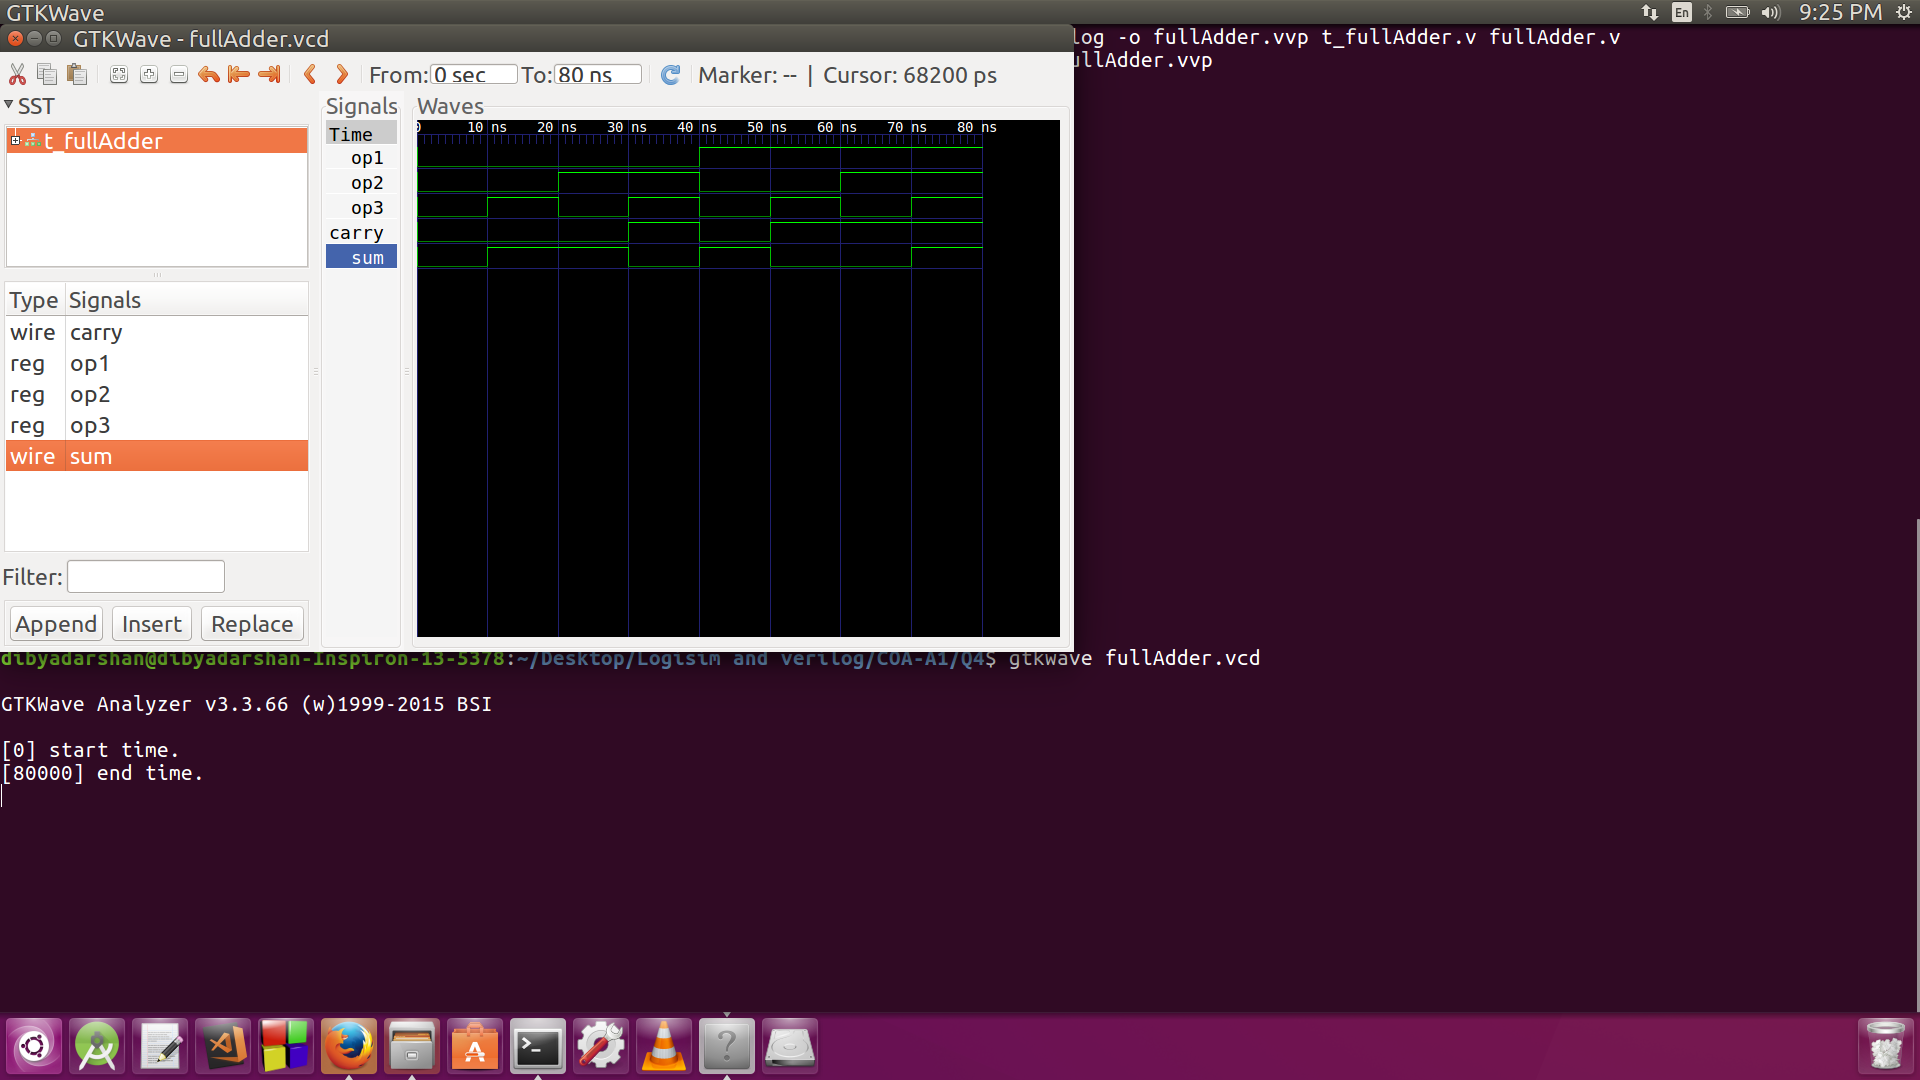 GTKWave
En
9:25 PM
GTKWave - fullAdder.vcd
log -o fullAdder.vvp t_fullAdder.v fullAdder.v
fullAdder.vvp
From: 0 sec To: 80 ns Marker: -- | Cursor: 68200 ps
SST
Signals
Waves
t_fullAdder
Time
0 10 ns 20 ns 30 ns 40 ns 50 ns 60 ns 70 ns 80 ns
op1
op2
op3
carry
sum
Type Signals
wire carry
reg op1
reg op2
reg op3
wire sum
Filter:
Append Insert Replace
dibyadarshan@dibyadarshan-Inspiron-13-5378:~/Desktop/Logisim and verilog/COA-A1/Q4$ gtkwave fullAdder.vcd
GTKWave Analyzer v3.3.66 (w)1999-2015 BSI
[0] start time.
[80000] end time.